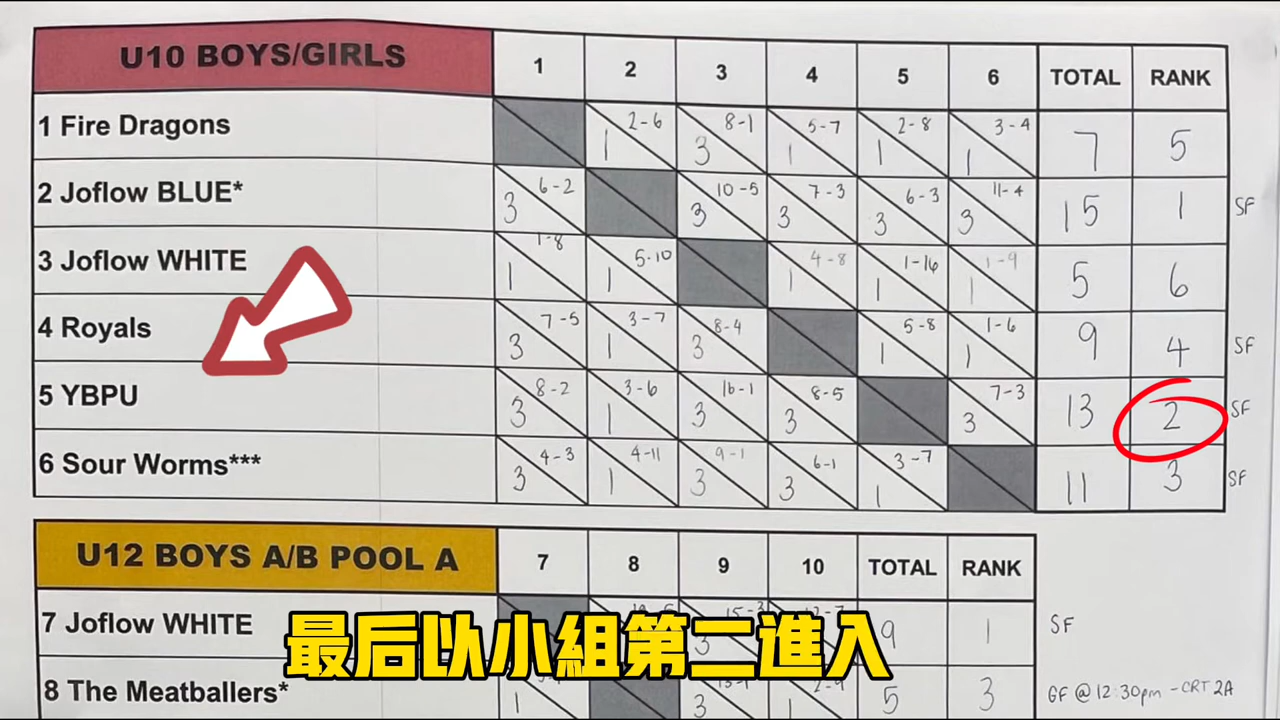 U10 BOYS/GIRLS 1 2 3 4 5 6 TOTAL RANK
1 Fire Dragons 2-6 1 8-1 3 5-7 1 2-8 1 3-4 1 7 5
2 Joflow BLUE* 6-2 3 10-5 3 7-3 3 6-3 3 11-4 3 15 1 SF
3 Joflow WHITE 1-8 1 5-10 1 4-8 1 1-16 1 1-9 1 5 6
4 Royals 7-5 3 3-7 1 8-4 3 5-8 1 1-6 1 9 4 SF
5 YBPU 8-2 3 3-6 1 16-1 3 8-5 3 7-3 3 13 2 SF
6 Sour Worms*** 4-3 3 4-11 1 9-1 3 6-1 3 3-7 1 11 3 SF
U12 BOYS A/B POOL A 7 8 9 10 TOTAL RANK
7 Joflow WHITE 9 1 SF
最后以小組第二進入
8 The Meatballers* 1 3 1 5 3 GF @ 12:30pm - CRT 2A